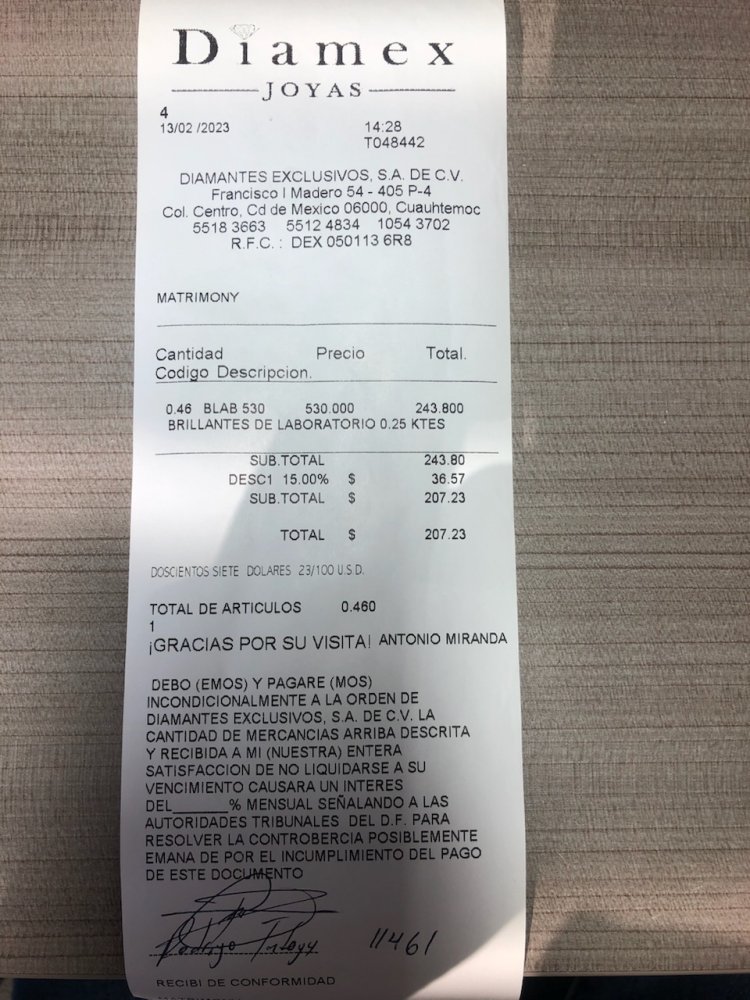 Diamex
JOYAS
4
13/02 /2023 14:28
T048442
DIAMANTES EXCLUSIVOS, S.A. DE C.V.
Francisco I Madero 54 - 405 P-4
Col. Centro, Cd de Mexico 06000, Cuauhtemoc
5518 3663 5512 4834 1054 3702
R.F.C. : DEX 050113 6R8
MATRIMONY
Cantidad Precio Total.
Codigo Descripcion.
0.46 BLAB 530 530.000 243.800
BRILLANTES DE LABORATORIO 0.25 KTES
SUB.TOTAL 243.80
DESC1 15.00% $ 36.57
SUB.TOTAL $ 207.23
TOTAL $ 207.23
DOSCIENTOS SIETE DOLARES 23/100 U.S.D.
TOTAL DE ARTICULOS 0.460
1
¡GRACIAS POR SU VISITA! ANTONIO MIRANDA
DEBO (EMOS) Y PAGARE (MOS)
INCONDICIONALMENTE A LA ORDEN DE
DIAMANTES EXCLUSIVOS, S.A. DE C.V. LA
CANTIDAD DE MERCANCIAS ARRIBA DESCRITA
Y RECIBIDA A MI (NUESTRA) ENTERA
SATISFACCION DE NO LIQUIDARSE A SU
VENCIMIENTO CAUSARA UN INTERES
DEL______% MENSUAL SEÑALANDO A LAS
AUTORIDADES TRIBUNALES DEL D.F. PARA
RESOLVER LA CONTROBERCIA POSIBLEMENTE
EMANA DE POR EL INCUMPLIMIENTO DEL PAGO
DE ESTE DOCUMENTO
Rodrigo 11461
RECIBI DE CONFORMIDAD